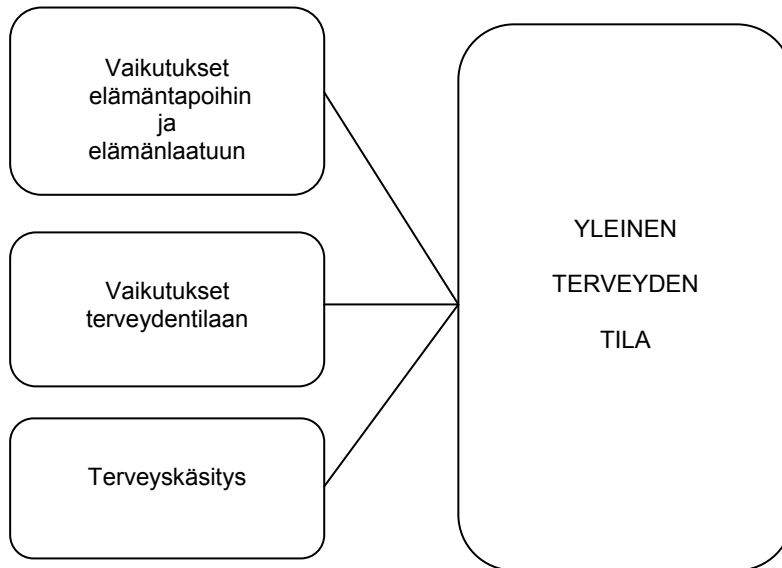 Vaikutukset
elämäntapoihin
ja
elämänlaatuun
Vaikutukset
terveydentilaan
Terveyskäsitys
YLEINEN
TERVEYDEN
TILA